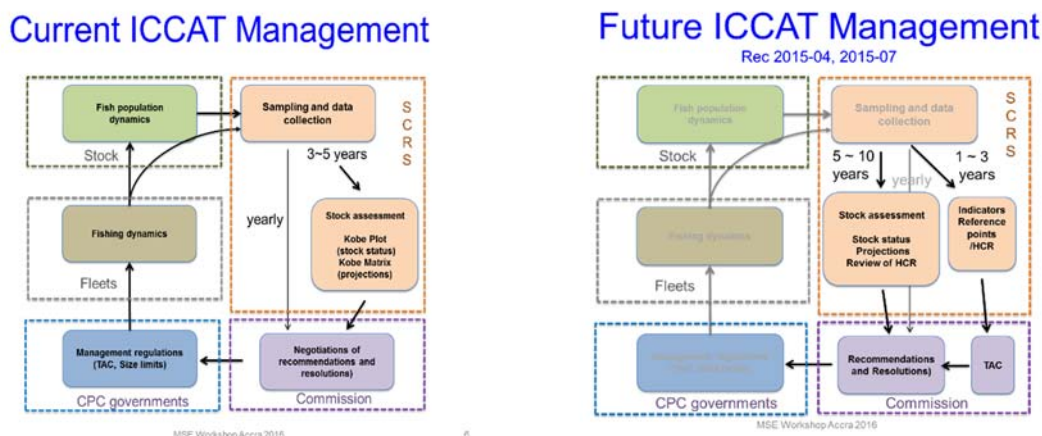 Current ICCAT Management
Fish population
dynamics
Sampling and data
collection
S
C
R
S
Stock
3~5 years
Fishing dynamics
yearly
Stock assessment
Kobe Plot
(stock status)
Kobe Matrix
(projections)
Fleets
Management regulations
(TAC, Size limits)
Negotiations of
recommendations and
resolutions)
CPC governments
Commission
MSE Workshop Accra 2016
6
Future ICCAT Management
Rec 2015-04, 2015-07
Fish population
dynamics
Sampling and data
collection
S
C
R
S
Stock
5 ~ 10
years
yearly
1 ~ 3
years
Fishing dynamics
Stock assessment
Stock status
Projections
Review of HCR
Indicators
Reference
points
/HCR
Fleets
Management regulations
Recommendations
and Resolutions)
TAC
CPC governments
Commission
MSE Workshop Accra 2016